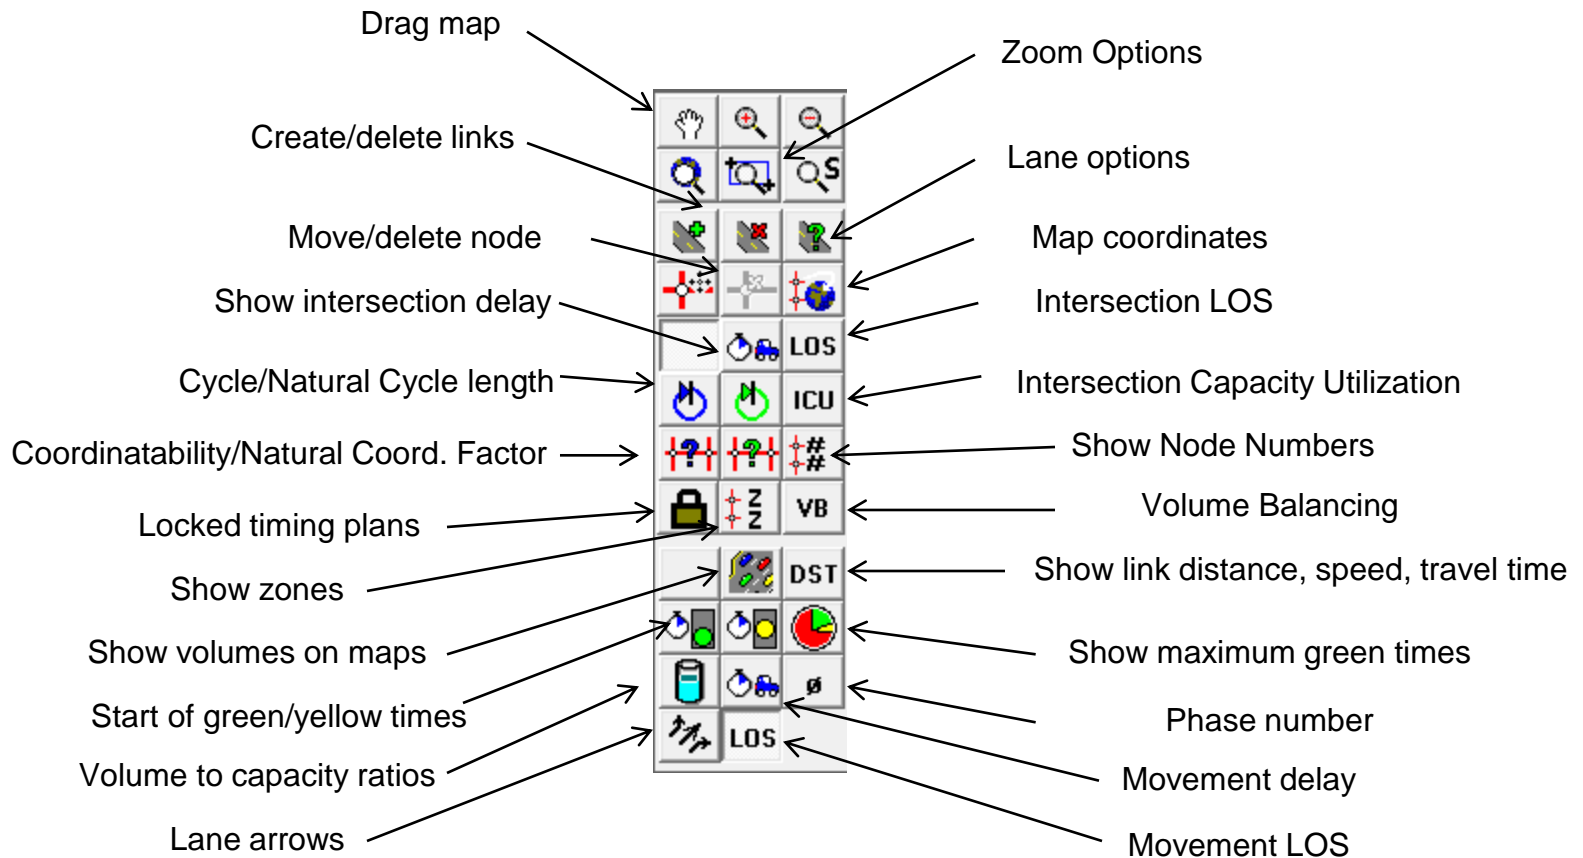 Drag map
Zoom Options
Create/delete links
Lane options
S
Move/delete node
Map coordinates
Show intersection delay
Intersection LOS
LOS
Cycle/Natural Cycle length
Intersection Capacity Utilization
ICU
Coordinatability/Natural Coord. Factor
Show Node Numbers
? ? # #
Locked timing plans
Volume Balancing
Z Z VB
Show zones
Show link distance, speed, travel time
DST
Show volumes on maps
Show maximum green times
Start of green/yellow times
ø
Phase number
Volume to capacity ratios
LOS
Movement delay
Lane arrows
Movement LOS